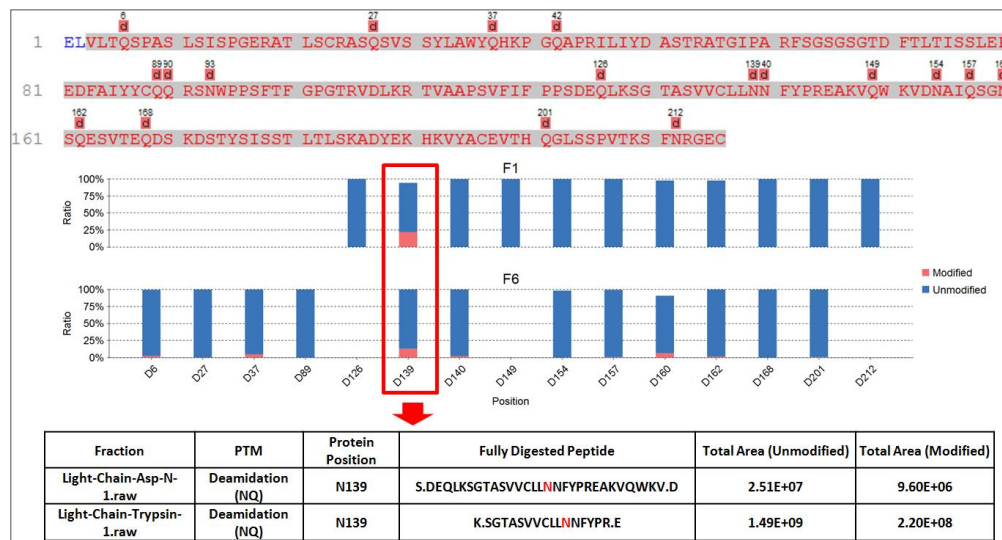 6 27 37 42
d d d d
1 ELVLTQSPAS LSISPGERAT LSCRASQSVS SYLAWYQHKP GQAPRILIYD ASTRATGIPA RFSGSGSGTD FTLTISSLE
89 90 93 126 139 40 149 154 157
d d d d d d d d d
81 EDFAIYYCQQ RSNWPPSFTF GPGTRVDLKR TVAAPSVFIF PPSDEQLKSG TASVVCLLNN FYPREAKVQW KVDNAIQSG
162 168 201 212
d d d d
161 SQESVTEQDS KDSTYSISST LTLSKADYEK HKVYACEVTH QGLSSPVTKS FNRGEC
F1
100%
75%
50%
25%
0%
Ratio
F6
100%
75%
50%
25%
0%
Ratio
Modified
Unmodified
D6 D27 D37 D89 D126 D139 D140 D149 D154 D157 D160 D162 D168 D201 D212
Position
Fraction PTM Protein Position Fully Digested Peptide Total Area (Unmodified) Total Area (Modified)
Light-Chain-Asp-N-1.raw Deamidation (NQ) N139 S.DEQLKSGTASVVCLLNNFYPREAKVQWKV.D 2.51E+07 9.60E+06
Light-Chain-Trypsin-1.raw Deamidation (NQ) N139 K.SGTASVVCLLNNFYPR.E 1.49E+09 2.20E+08